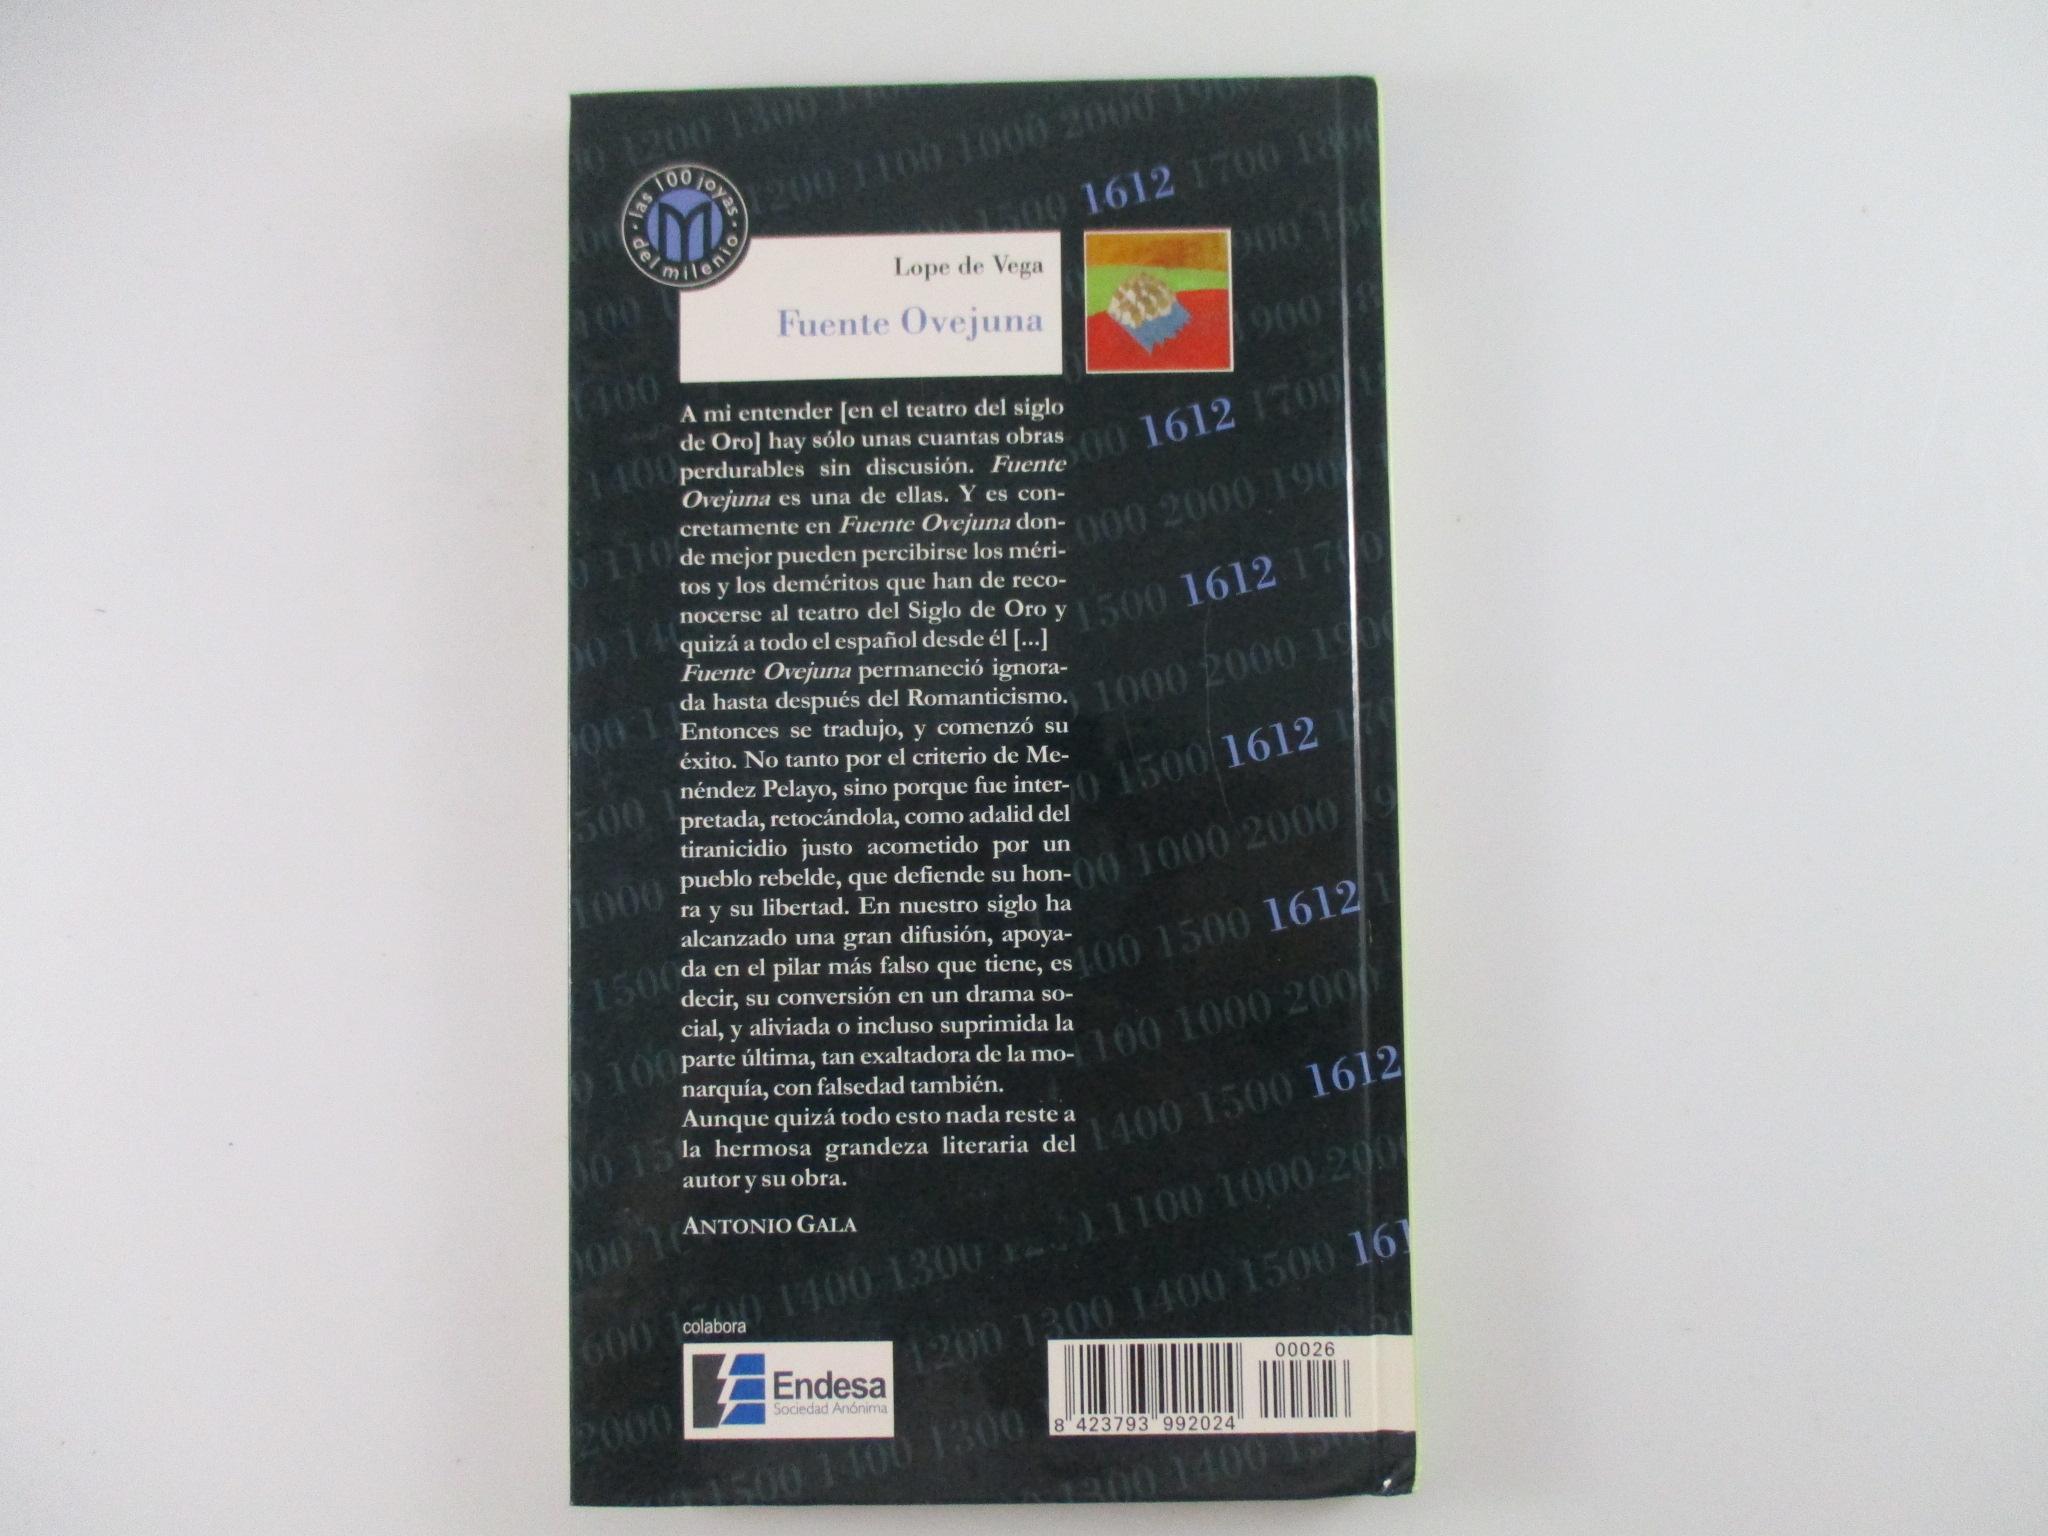 las 100 joyas
del milenio
M
1612
Lope de Vega
Fuente Ovejuna
A mi entender [en el teatro del siglo
de Oro] hay sólo unas cuantas obras
perdurables sin discusión. Fuente
Ovejuna es una de ellas. Y es con-
cretamente en Fuente Ovejuna don-
de mejor pueden percibirse los méri-
tos y los deméritos que han de reco-
nocerse al teatro del Siglo de Oro y
quizá a todo el español desde él [...]
Fuente Ovejuna permaneció ignora-
da hasta después del Romanticismo.
Entonces se tradujo, y comenzó su
éxito. No tanto por el criterio de Me-
néndez Pelayo, sino porque fue inter-
pretada, retocándola, como adalid del
tiranicidio justo acometido por un
pueblo rebelde, que defiende su hon-
ra y su libertad. En nuestro siglo ha
alcanzado una gran difusión, apoya-
da en el pilar más falso que tiene, es
decir, su conversión en un drama so-
cial, y aliviada o incluso suprimida la
parte última, tan exaltadora de la mo-
narquía, con falsedad también.
Aunque quizá todo esto nada reste a
la hermosa grandeza literaria del
autor y su obra.
ANTONIO GALA
1612
1612
1612
1612
1612
161
colabora
Endesa
Sociedad Anónima
00026
8 423793 992024